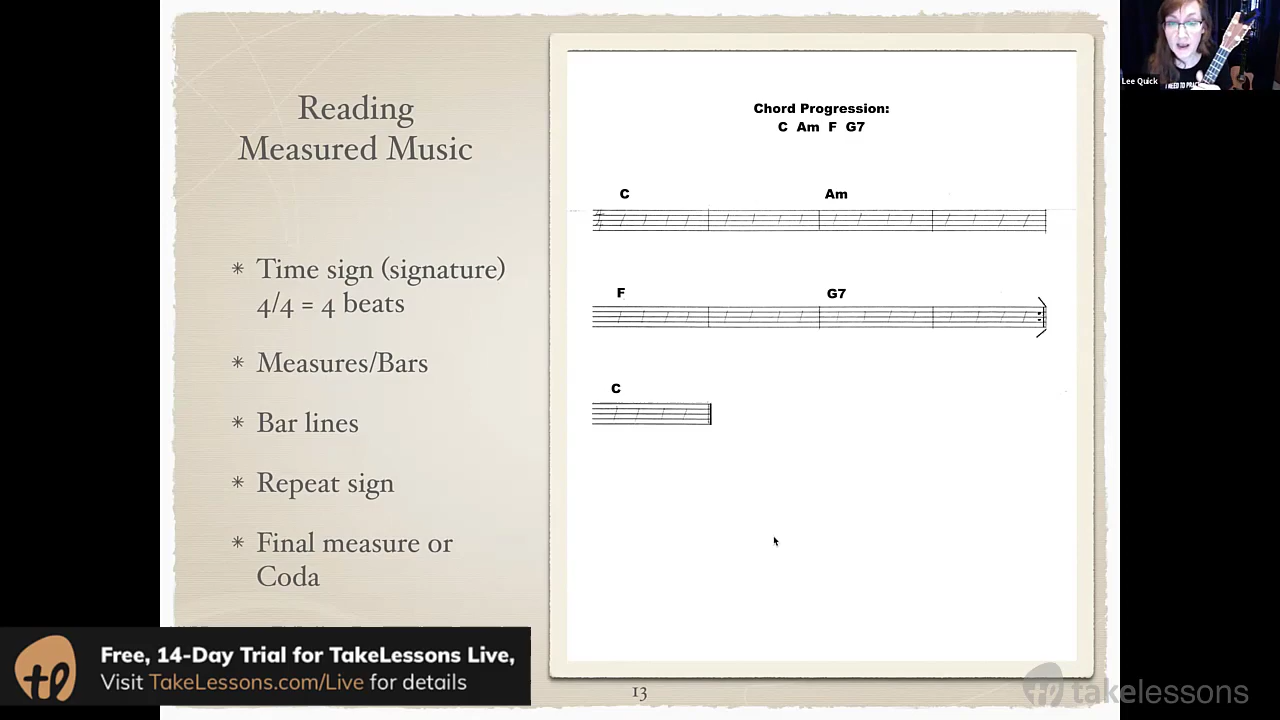 Lee Quick
Reading
Measured Music
* Time sign (signature)
4/4 = 4 beats
* Measures/Bars
* Bar lines
* Repeat sign
* Final measure or
Coda
Chord Progression:
C Am F G7
C Am
F G7
C
Free, 14-Day Trial for TakeLessons Live,
Visit TakeLessons.com/Live for details
13
takelessons